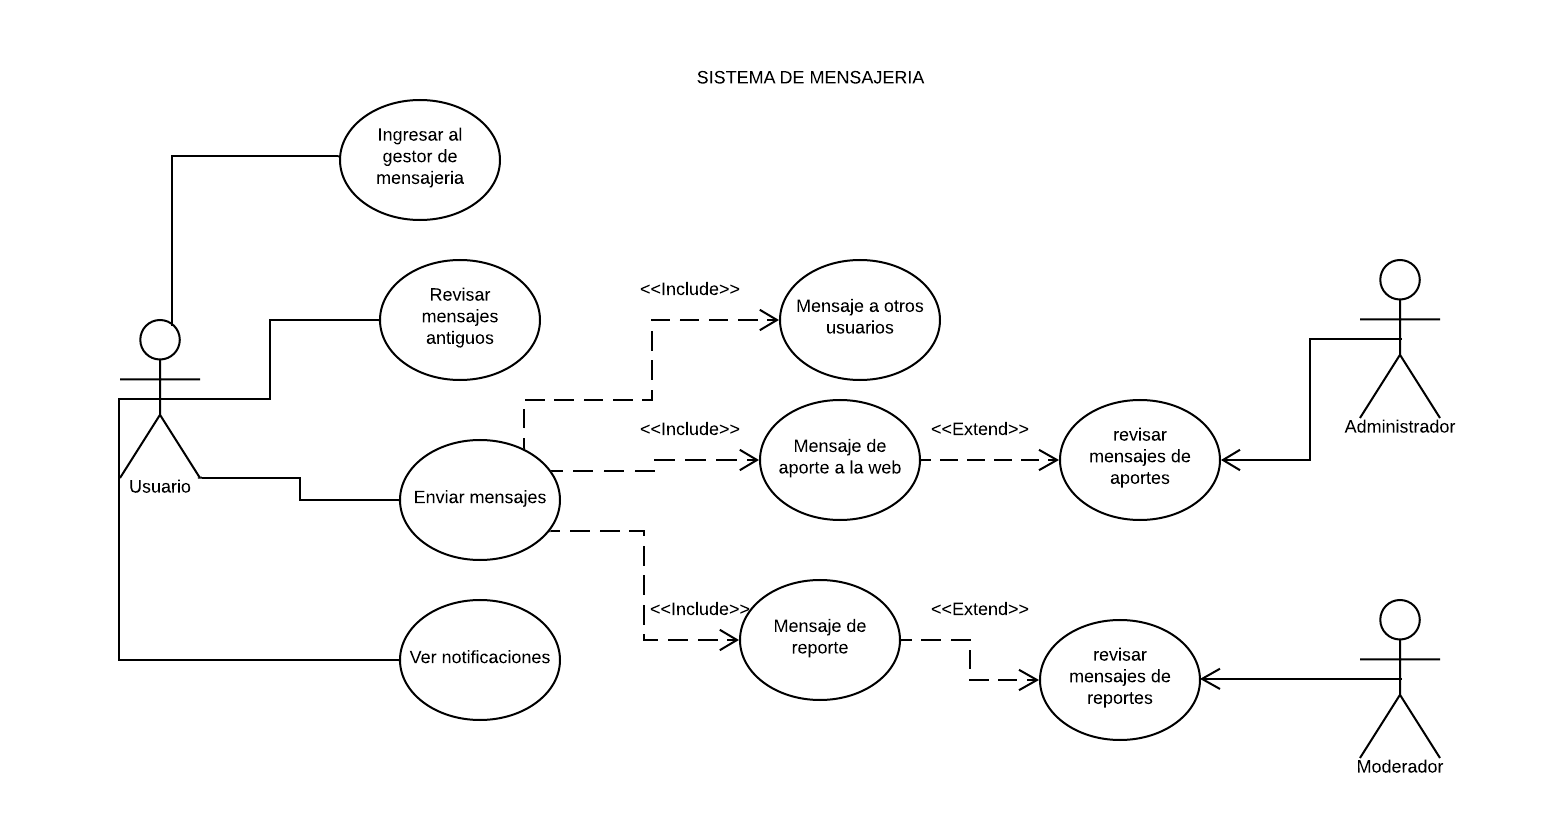 SISTEMA DE MENSAJERIA
Ingresar al
gestor de
mensajeria
Revisar
mensajes
antiguos
<<Include>>
Mensaje a otros
usuarios
Administrador
<<Include>>
Mensaje de
aporte a la web
<<Extend>>
revisar
mensajes de
aportes
Usuario
Enviar mensajes
<<Include>>
Mensaje de
reporte
<<Extend>>
revisar
mensajes de
reportes
Ver notificaciones
Moderador